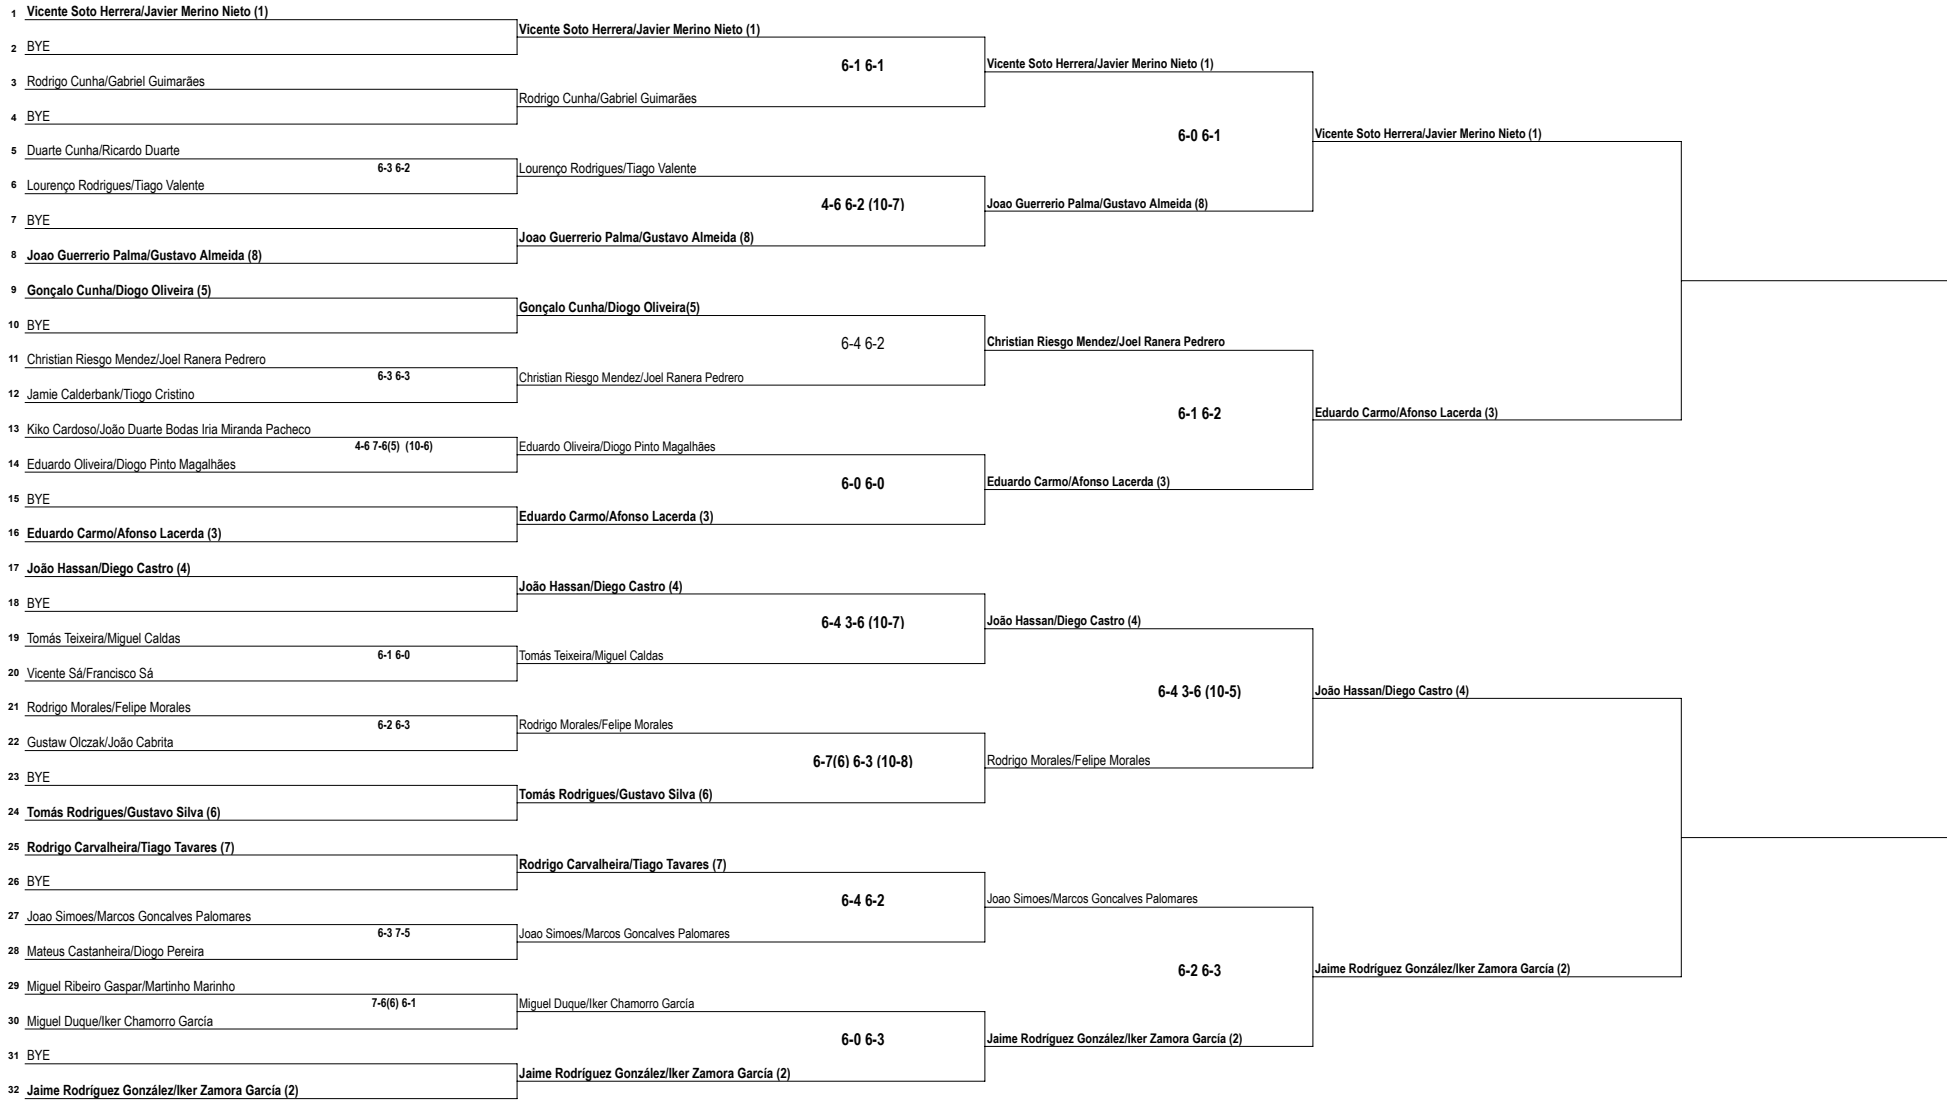 1 Vicente Soto Herrera/Javier Merino Nieto (1)
2 BYE
3 Rodrigo Cunha/Gabriel Guimarães
4 BYE
5 Duarte Cunha/Ricardo Duarte
6-3 6-2
6 Lourenço Rodrigues/Tiago Valente
7 BYE
8 Joao Guerrerio Palma/Gustavo Almeida (8)
9 Gonçalo Cunha/Diogo Oliveira (5)
10 BYE
11 Christian Riesgo Mendez/Joel Ranera Pedrero
6-3 6-3
12 Jamie Calderbank/Tiogo Cristino
13 Kiko Cardoso/João Duarte Bodas Iria Miranda Pacheco
4-6 7-6(5) (10-6)
14 Eduardo Oliveira/Diogo Pinto Magalhães
15 BYE
16 Eduardo Carmo/Afonso Lacerda (3)
17 João Hassan/Diego Castro (4)
18 BYE
19 Tomás Teixeira/Miguel Caldas
6-1 6-0
20 Vicente Sá/Francisco Sá
21 Rodrigo Morales/Felipe Morales
6-2 6-3
22 Gustaw Olczak/João Cabrita
23 BYE
24 Tomás Rodrigues/Gustavo Silva (6)
25 Rodrigo Carvalheira/Tiago Tavares (7)
26 BYE
27 Joao Simoes/Marcos Goncalves Palomares
6-3 7-5
28 Mateus Castanheira/Diogo Pereira
29 Miguel Ribeiro Gaspar/Martinho Marinho
7-6(6) 6-1
30 Miguel Duque/Iker Chamorro García
31 BYE
32 Jaime Rodríguez González/Iker Zamora García (2)
Vicente Soto Herrera/Javier Merino Nieto (1)
6-1 6-1
Rodrigo Cunha/Gabriel Guimarães
Lourenço Rodrigues/Tiago Valente
4-6 6-2 (10-7)
Joao Guerrerio Palma/Gustavo Almeida (8)
Gonçalo Cunha/Diogo Oliveira(5)
6-4 6-2
Christian Riesgo Mendez/Joel Ranera Pedrero
Eduardo Oliveira/Diogo Pinto Magalhães
6-0 6-0
Eduardo Carmo/Afonso Lacerda (3)
João Hassan/Diego Castro (4)
6-4 3-6 (10-7)
Tomás Teixeira/Miguel Caldas
Rodrigo Morales/Felipe Morales
6-7(6) 6-3 (10-8)
Tomás Rodrigues/Gustavo Silva (6)
Rodrigo Carvalheira/Tiago Tavares (7)
6-4 6-2
Joao Simoes/Marcos Goncalves Palomares
Miguel Duque/Iker Chamorro García
6-0 6-3
Jaime Rodríguez González/Iker Zamora García (2)
Vicente Soto Herrera/Javier Merino Nieto (1)
6-0 6-1
Joao Guerrerio Palma/Gustavo Almeida (8)
Christian Riesgo Mendez/Joel Ranera Pedrero
6-1 6-2
Eduardo Carmo/Afonso Lacerda (3)
João Hassan/Diego Castro (4)
6-4 3-6 (10-5)
Rodrigo Morales/Felipe Morales
Joao Simoes/Marcos Goncalves Palomares
6-2 6-3
Jaime Rodríguez González/Iker Zamora García (2)
Vicente Soto Herrera/Javier Merino Nieto (1)
Eduardo Carmo/Afonso Lacerda (3)
João Hassan/Diego Castro (4)
Jaime Rodríguez González/Iker Zamora García (2)